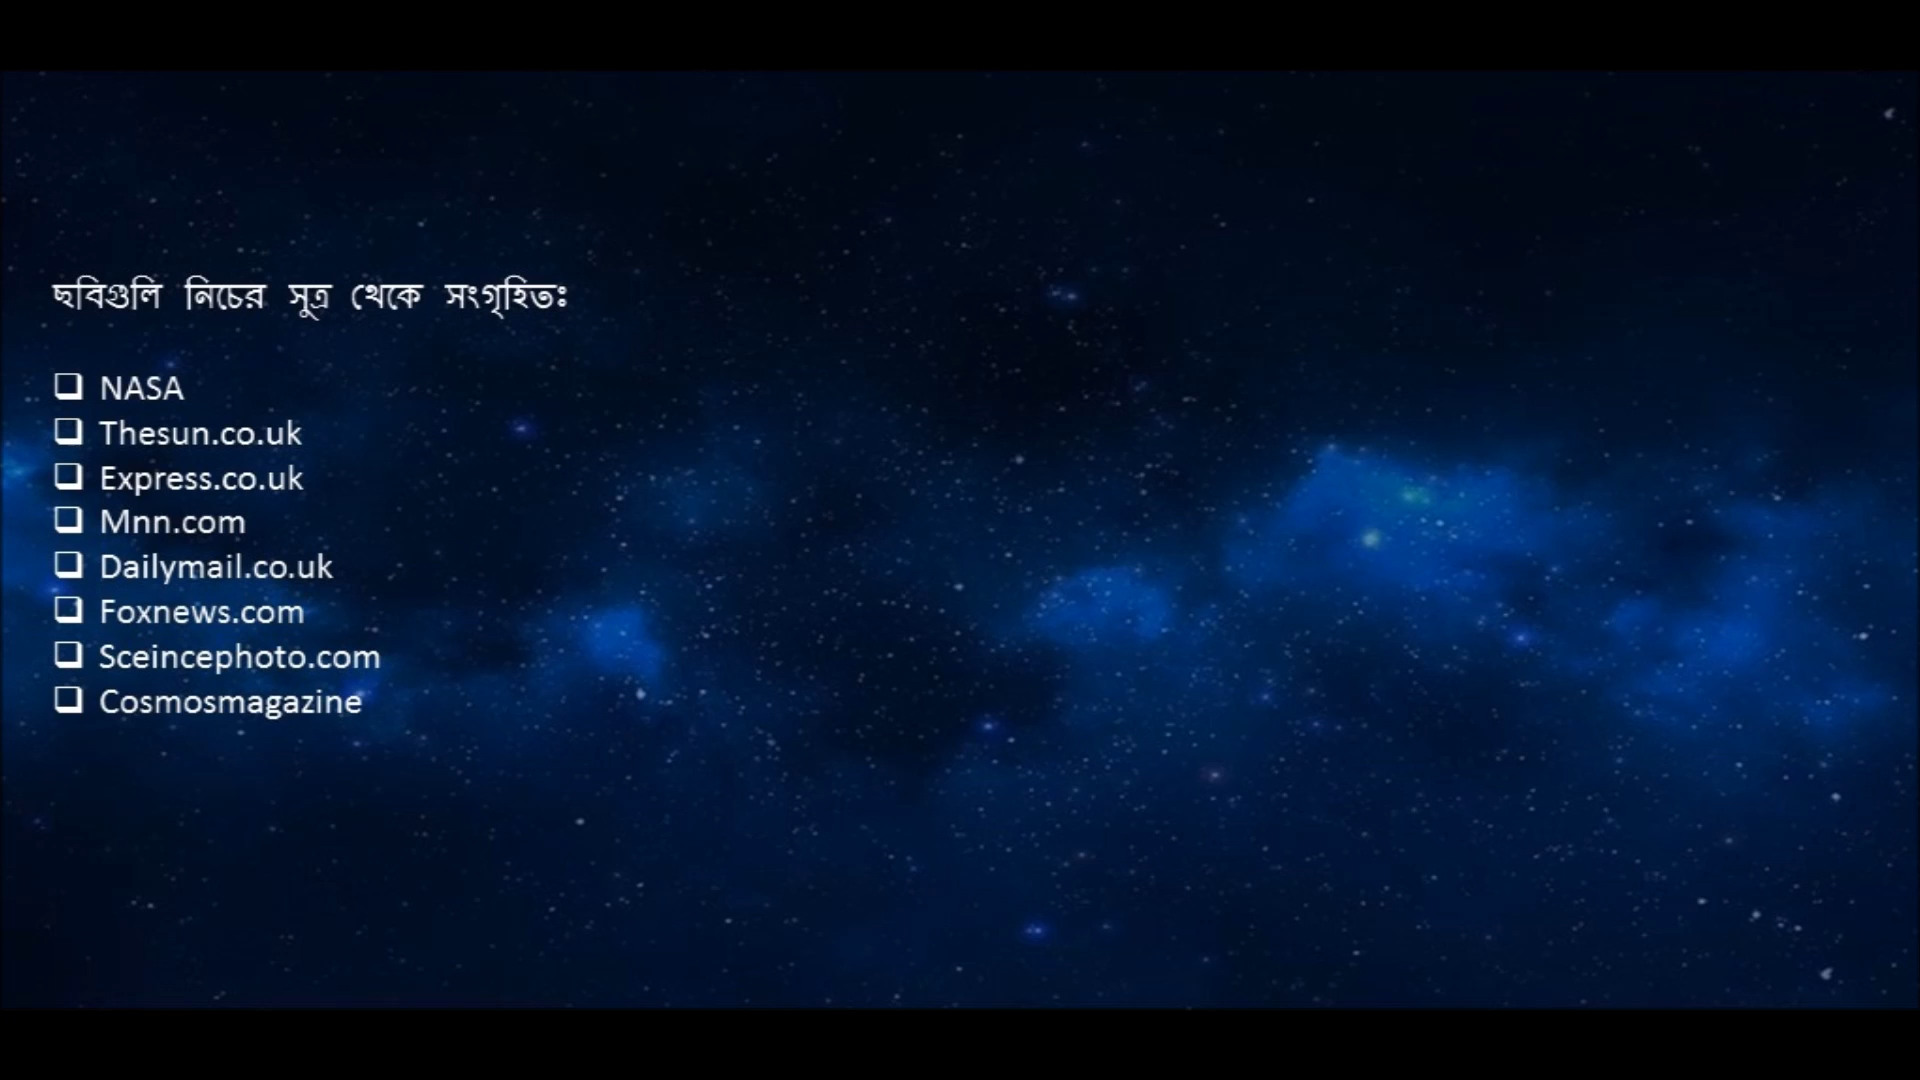 ছবিগুলি নিচের সুত্র থেকে সংগৃহিতঃ
❑ NASA
❑ Thesun.co.uk
❑ Express.co.uk
❑ Mnn.com
❑ Dailymail.co.uk
❑ Foxnews.com
❑ Sceincephoto.com
❑ Cosmosmagazine